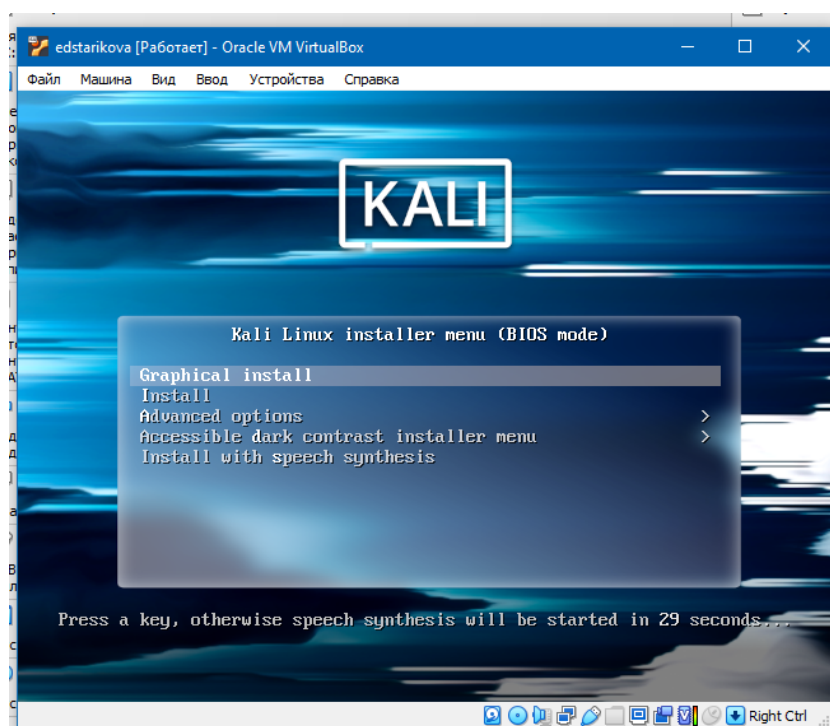 edstarikova [Работает] - Oracle VM VirtualBox
Файл Машина Вид Ввод Устройства Справка
KALI
Kali Linux installer menu (BIOS mode)
Graphical install
Install
Advanced options >
Accessible dark contrast installer menu >
Install with speech synthesis
Press a key, otherwise speech synthesis will be started in 29 seconds...
Right Ctrl